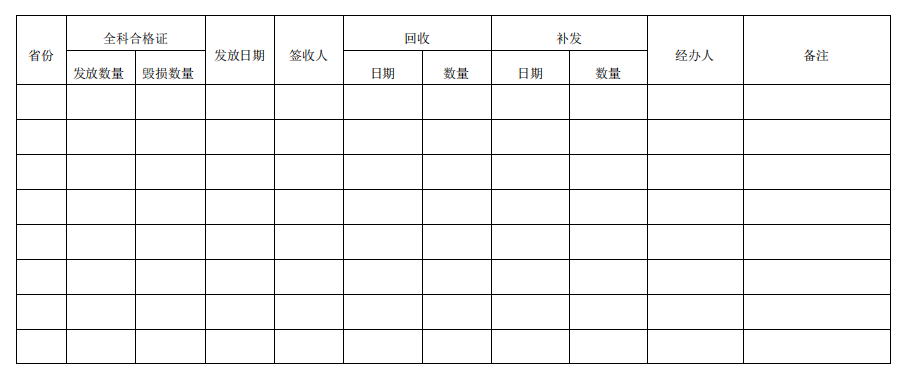 省份 全科合格证 发放日期 签收人 回收 补发 经办人 备注
发放数量 毁损数量 日期 数量 日期 数量